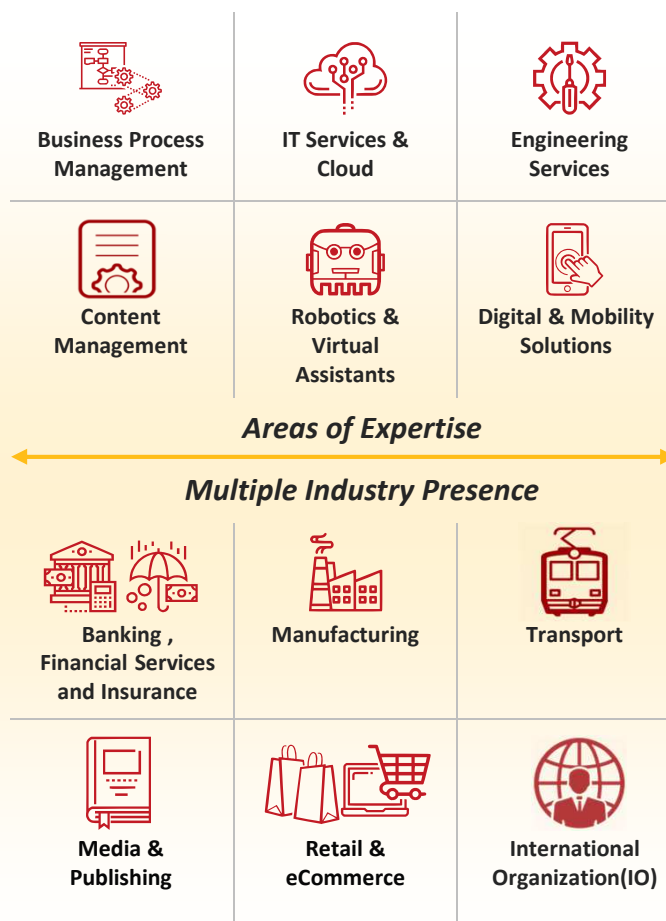 Business Process
Management
IT Services &
Cloud
Engineering
Services
Content
Management
Robotics &
Virtual
Assistants
Digital & Mobility
Solutions
Areas of Expertise
Multiple Industry Presence
Banking ,
Financial Services
and Insurance
Manufacturing
Transport
Media &
Publishing
Retail &
eCommerce
International
Organization(IO)